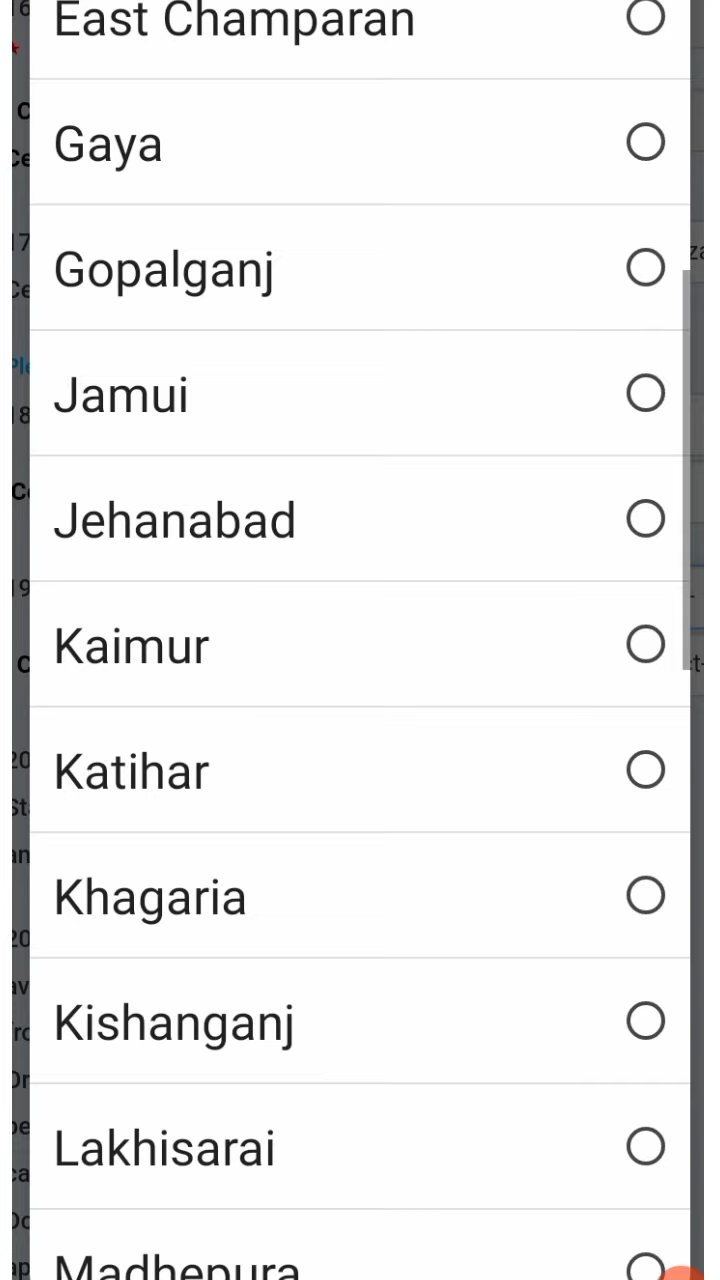 East Champaran
Gaya
Gopalganj
Jamui
Jehanabad
Kaimur
Katihar
Khagaria
Kishanganj
Lakhisarai
Madhepura